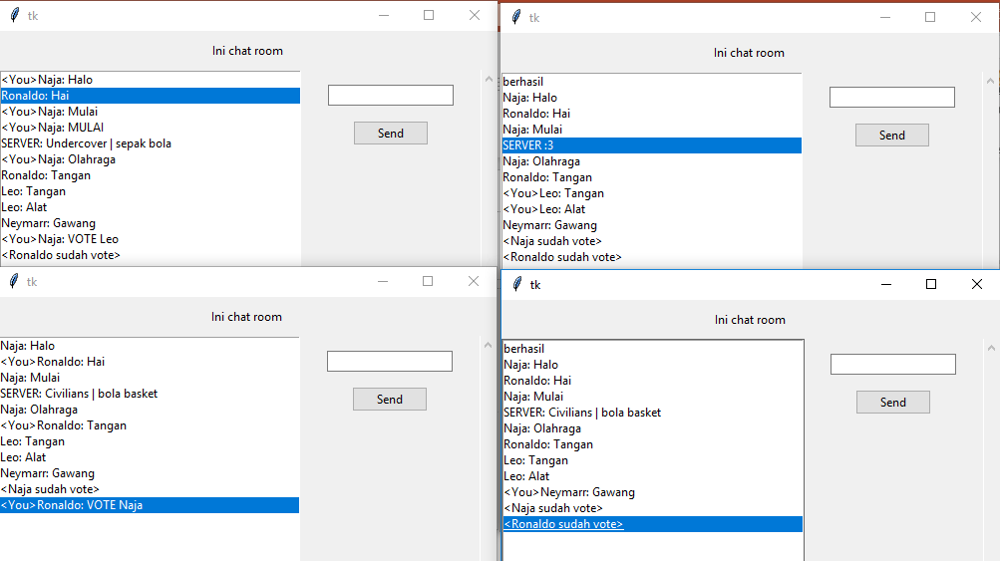 tk
Ini chat room
<You>Naja: Halo
Ronaldo: Hai
<You>Naja: Mulai
<You>Naja: MULAI
SERVER: Undercover | sepak bola
<You>Naja: Olahraga
Ronaldo: Tangan
Leo: Tangan
Leo: Alat
Neymarr: Gawang
<You>Naja: VOTE Leo
<Ronaldo sudah vote>
Send
tk
Ini chat room
berhasil
Naja: Halo
Ronaldo: Hai
Naja: Mulai
SERVER :3
Naja: Olahraga
Ronaldo: Tangan
<You>Leo: Tangan
<You>Leo: Alat
Neymarr: Gawang
<Naja sudah vote>
<Ronaldo sudah vote>
Send
tk
Ini chat room
Naja: Halo
<You>Ronaldo: Hai
Naja: Mulai
SERVER: Civilians | bola basket
Naja: Olahraga
<You>Ronaldo: Tangan
Leo: Tangan
Leo: Alat
Neymarr: Gawang
<Naja sudah vote>
<You>Ronaldo: VOTE Naja
Send
tk
Ini chat room
berhasil
Naja: Halo
Ronaldo: Hai
Naja: Mulai
SERVER: Civilians | bola basket
Naja: Olahraga
Ronaldo: Tangan
Leo: Tangan
Leo: Alat
<You>Neymarr: Gawang
<Naja sudah vote>
<Ronaldo sudah vote>
Send